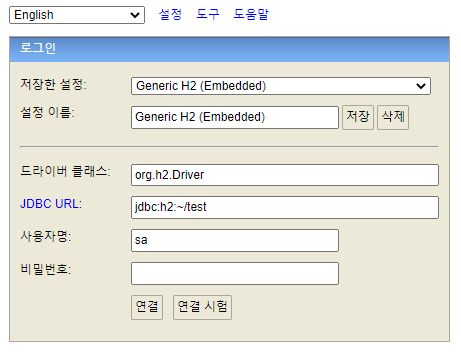 English 설정 도구 도움말
로그인
저장한 설정: Generic H2 (Embedded)
설정 이름: Generic H2 (Embedded) 저장 삭제
드라이버 클래스: org.h2.Driver
JDBC URL: jdbc:h2:~/test
사용자명: sa
비밀번호:
연결 연결 시험